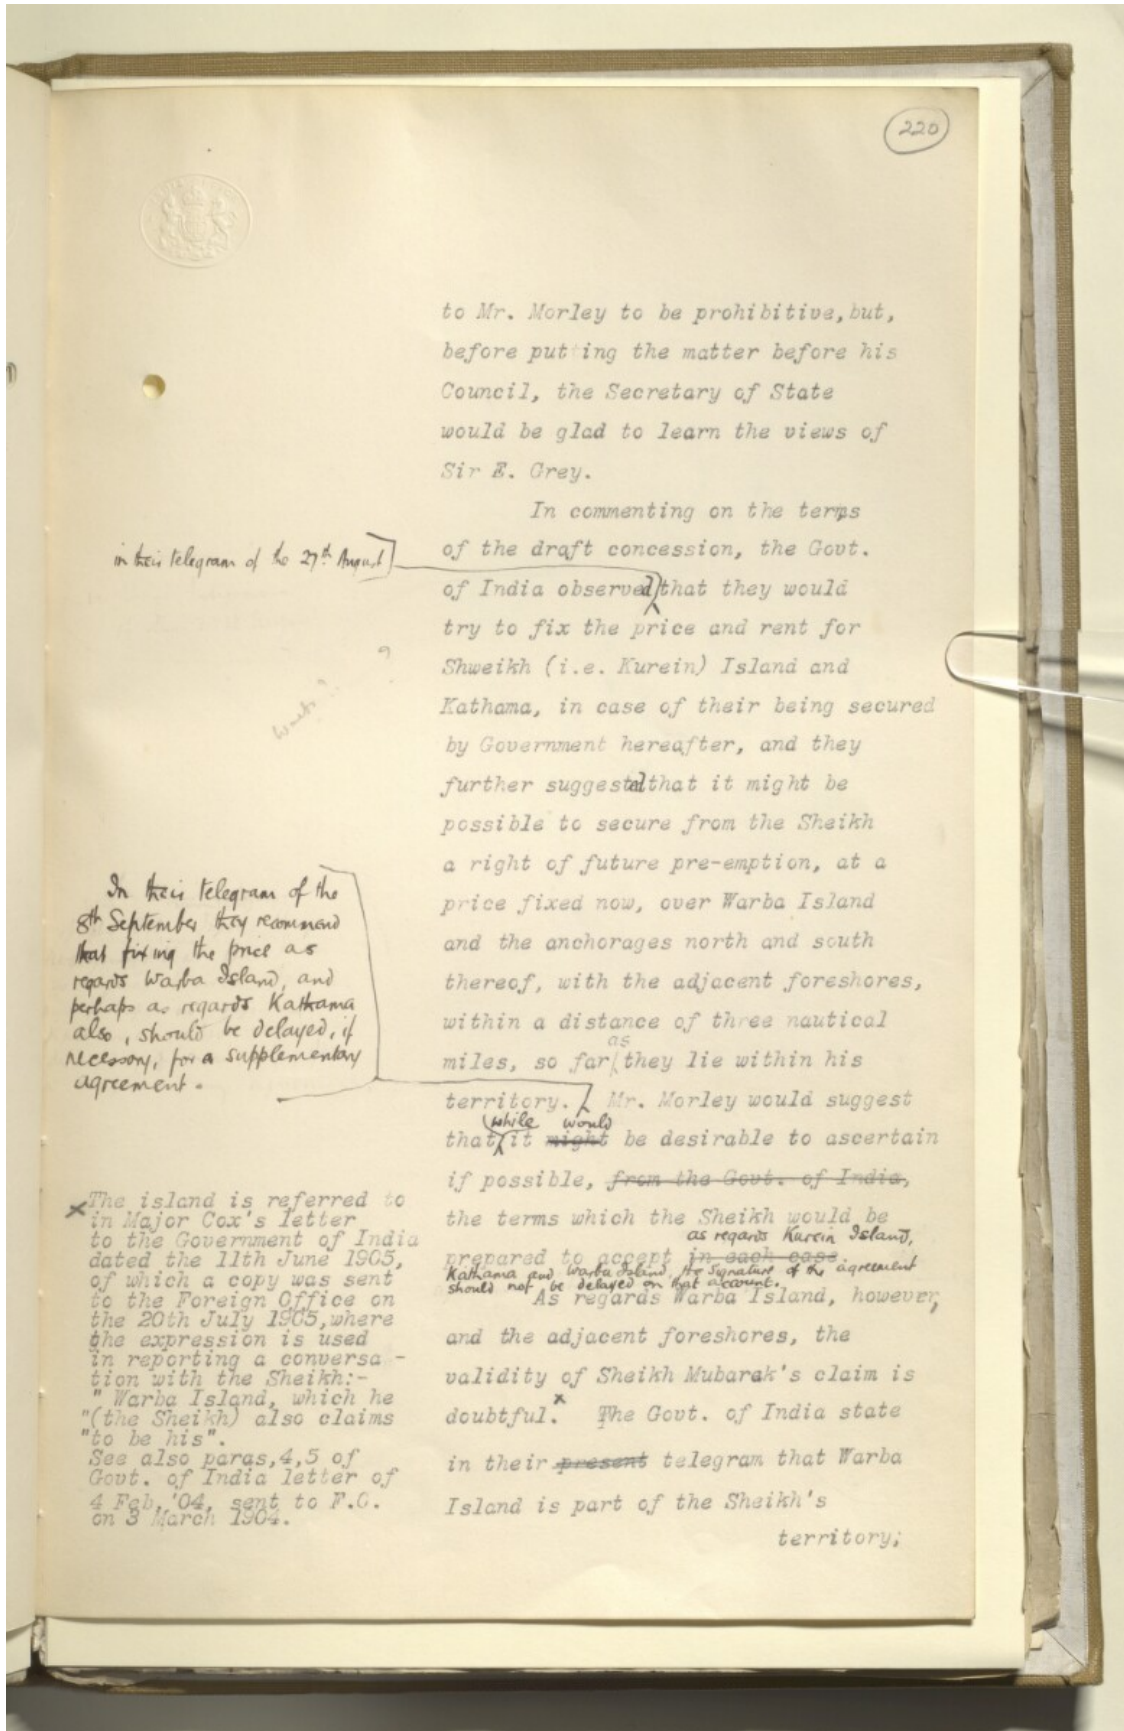 220
to Mr. Morley to be prohibitive, but,
before putting the matter before his
Council, the Secretary of State
would be glad to learn the views of
Sir E. Grey.
In commenting on the terms
of the draft concession, the Govt.
in their telegram of the 27th August
of India observed that they would
try to fix the price and rent for
Shweikh (i.e. Kurein) Island and
Kathama, in case of their being secured
by Government hereafter, and they
further suggested that it might be
possible to secure from the Sheikh
a right of future pre-emption, at a
price fixed now, over Warba Island
and the anchorages north and south
thereof, with the adjacent foreshores,
within a distance of three nautical
as
miles, so far they lie within his
territory. Mr. Morley would suggest
In their telegram of the
8th September they recommend
that fixing the price as
regards Warba Island, and
perhaps as regards Kathama
also, should be delayed, if
necessary, for a supplementary
agreement.
while would
that it might be desirable to ascertain
if possible, from the Govt. of India,
the terms which the Sheikh would be
as regards Kurein Island,
prepared to accept in each case.
Kathama and Warba Island, the signature of the agreement
should not be delayed on that account.
As regards Warba Island, however,
and the adjacent foreshores, the
validity of Sheikh Mubarak's claim is
doubtful.x The Govt. of India state
in their present telegram that Warba
Island is part of the Sheikh's
territory;
x The island is referred to
in Major Cox's letter
to the Government of India
dated the 11th June 1905,
of which a copy was sent
to the Foreign Office on
the 20th July 1905, where
the expression is used
in reporting a conversa -
tion with the Sheikh:-
" Warba Island, which he
"(the Sheikh) also claims
"to be his".
See also paras, 4, 5 of
Govt. of India letter of
4 Feb. '04, sent to F.O.
on 3 March 1904.